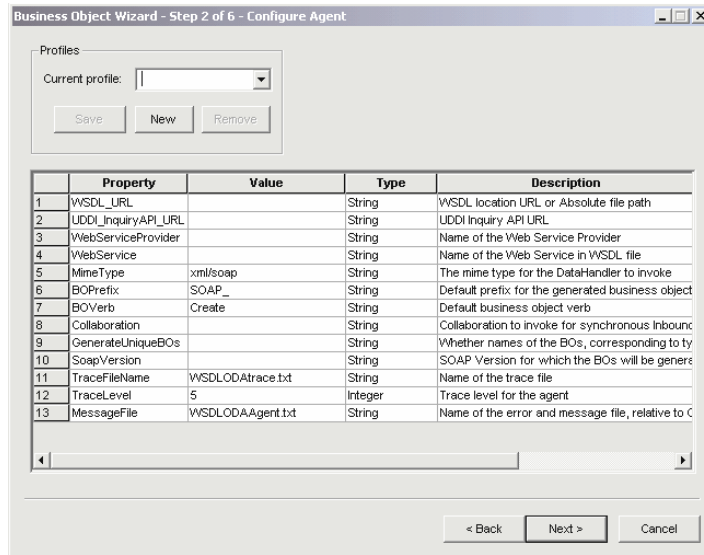 Business Object Wizard - Step 2 of 6 - Configure Agent
Profiles
Current profile:
Save New Remove
Property Value Type Description
1 WSDL_URL String WSDL location URL or Absolute file path
2 UDDI_InquiryAPI_URL String UDDI Inquiry API URL
3 WebServiceProvider String Name of the Web Service Provider
4 WebService String Name of the Web Service in WSDL file
5 MimeType xml/soap String The mime type for the DataHandler to invoke
6 BOPrefix SOAP_ String Default prefix for the generated business object
7 BOVerb Create String Default business object verb
8 Collaboration String Collaboration to invoke for synchronous Inbound
9 GenerateUniqueBOs String Whether names of the BOs, corresponding to ty
10 SoapVersion String SOAP Version for which the BOs will be genera
11 TraceFileName WSDLODAtrace.txt String Name of the trace file
12 TraceLevel 5 Integer Trace level for the agent
13 MessageFile WSDLODAAgent.txt String Name of the error and message file, relative to C
< Back Next > Cancel